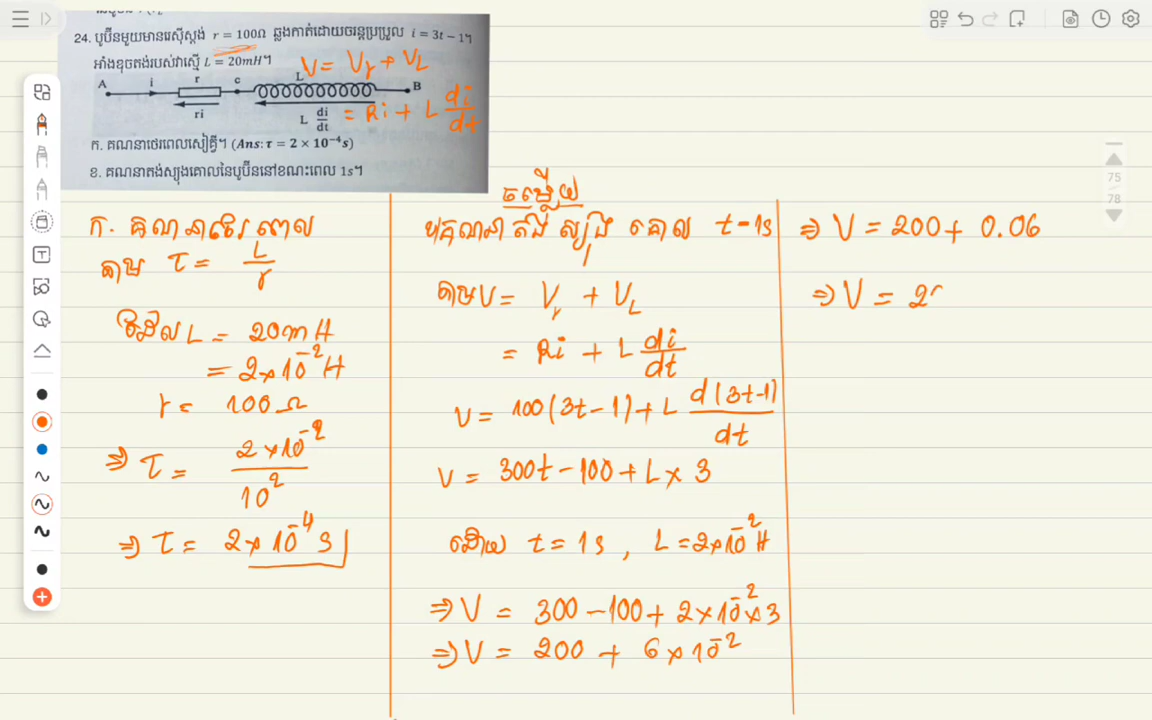 24. បូប៊ីនមួយមានរេស៊ីស្តង់ r = 100Ω ឆ្លងកាត់ដោយចរន្តប្រប្រួល i = 3t − 1។
អាំងឌុចតង់របស់វាស្មើ L = 20mH។
V = Vr + VL
A i r c L B
ri
L di/dt
= Ri + L di/dt
ក. គណនាថេរពេលសៀគ្វី។ (Ans: τ = 2 × 10⁻⁴s)
ខ. គណនាតង់ស្យុងគោលនៃបូប៊ីននៅខណៈពេល 1s។
ចម្លើយ
ក. គណនាថេរពេល
តាម τ = L/r
ដែល L = 20mH
= 2×10⁻²H
r = 100Ω
⇒ τ = 2×10⁻²/10²
⇒ τ = 2×10⁻⁴s
គណនាតង់ស្យុងគោល t=1s
តាម V = Vr + VL
= Ri + L di/dt
V = 100(3t−1) + L d(3t−1)/dt
V = 300t − 100 + L × 3
ដោយ t = 1s , L = 2×10⁻²H
⇒ V = 300 − 100 + 2×10⁻²×3
⇒ V = 200 + 6×10⁻²
⇒ V = 200 + 0.06
⇒ V = 2
75
78